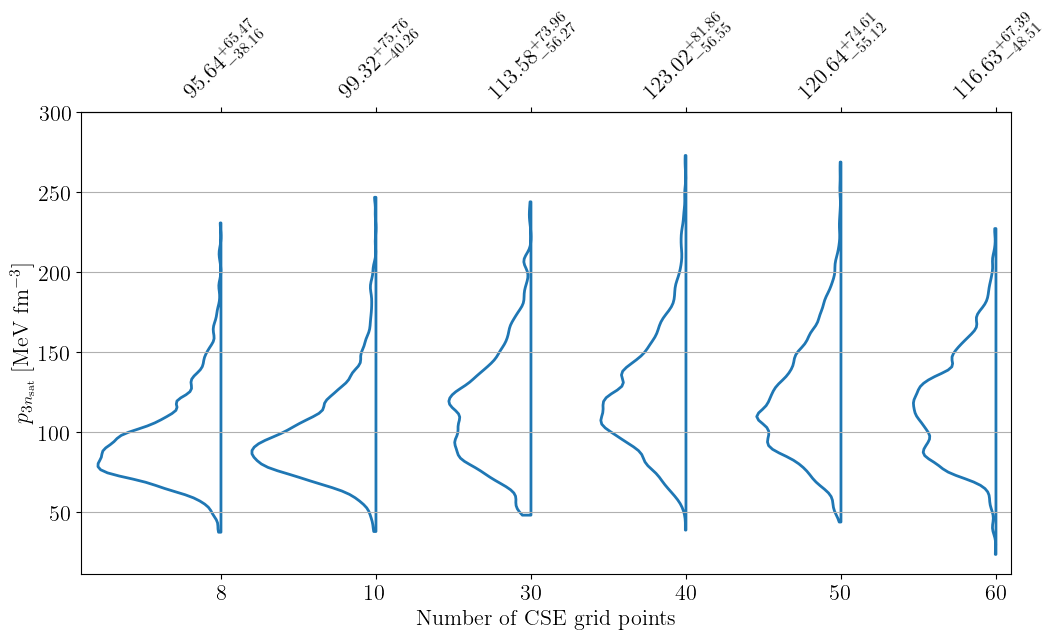 95.64^{+65.47}_{-38.16} 99.32^{+75.76}_{-40.26} 113.58^{+73.96}_{-56.27} 123.02^{+81.86}_{-56.55} 120.64^{+74.61}_{-55.12} 116.63^{+67.39}_{-48.51}
300
250
200
150
100
50
p_{3n_{sat}} [MeV fm^{-3}]
8 10 30 40 50 60
Number of CSE grid points